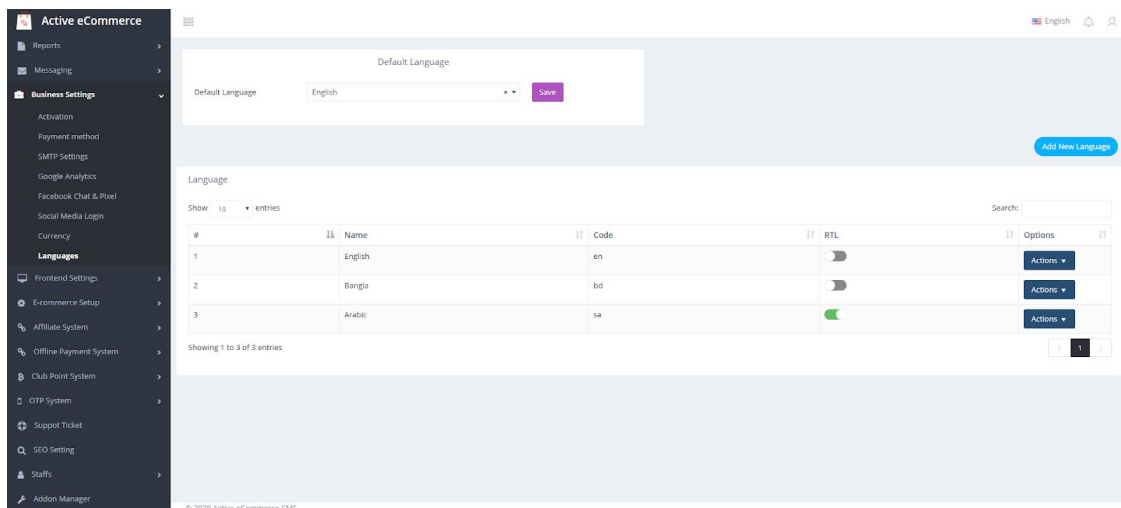 Active eCommerce
English
Reports
Messaging
Business Settings
Activation
Payment method
SMTP Settings
Google Analytics
Facebook Chat & Pixel
Social Media Login
Currency
Languages
Frontend Settings
E-commerce Setup
Affiliate System
Offline Payment System
Club Point System
OTP System
Suppot Ticket
SEO Setting
Staffs
Addon Manager
Default Language
Default Language English × Save
Add New Language
Language
Show 10 entries Search:
# Name Code RTL Options
1 English en Actions
2 Bangla bd Actions
3 Arabic sa Actions
Showing 1 to 3 of 3 entries 1
© 2020 Active eCommerce CMS